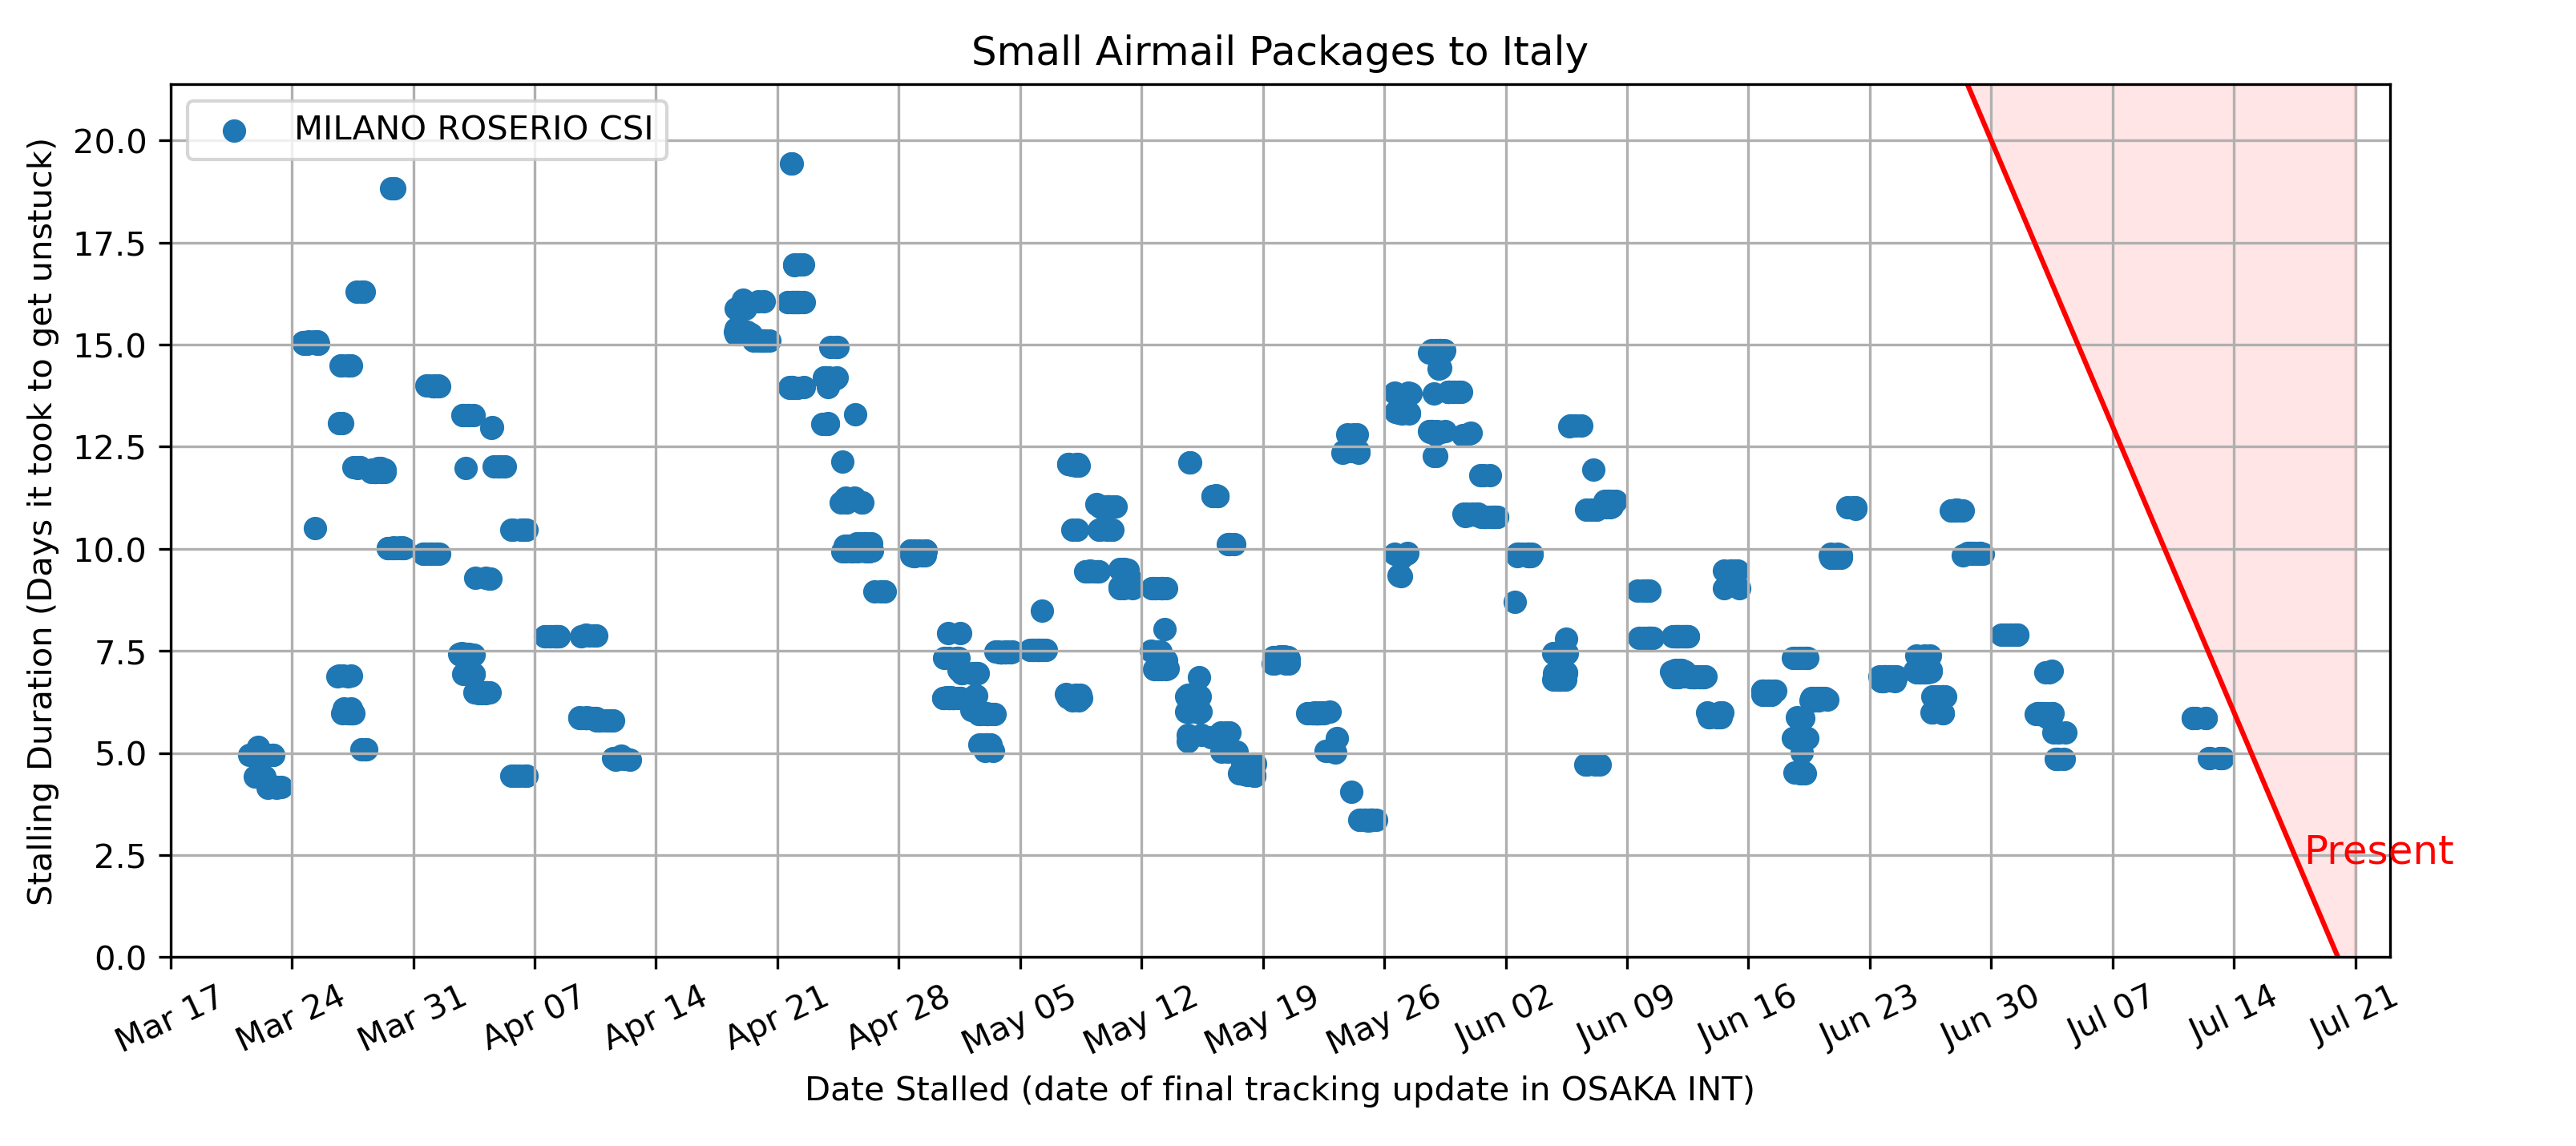 Small Airmail Packages to Italy
MILANO ROSERIO CSI
Stalling Duration (Days it took to get unstuck)
20.0
17.5
15.0
12.5
10.0
7.5
5.0
2.5
0.0
Present
Mar 17
Mar 24
Mar 31
Apr 07
Apr 14
Apr 21
Apr 28
May 05
May 12
May 19
May 26
Jun 02
Jun 09
Jun 16
Jun 23
Jun 30
Jul 07
Jul 14
Jul 21
Date Stalled (date of final tracking update in OSAKA INT)